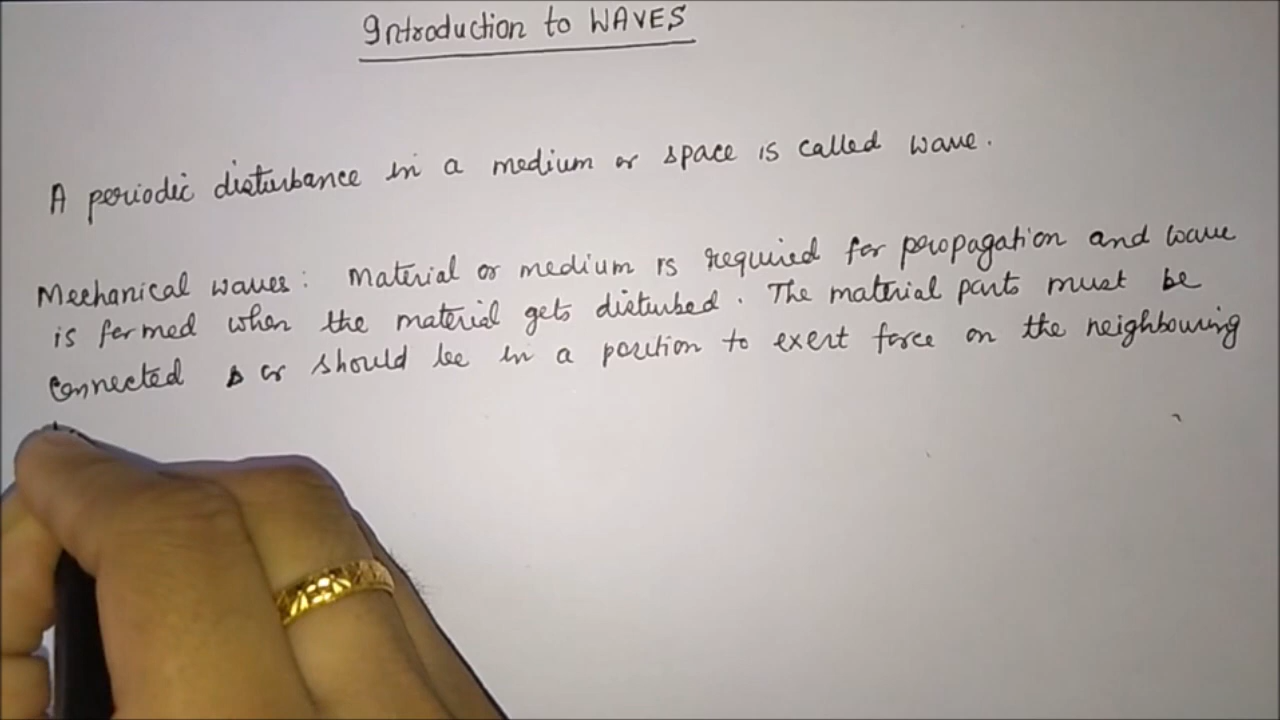 Introduction to WAVES
A periodic disturbance in a medium or space is called wave.
Mechanical waves: Material or medium is required for propagation and wave
is formed when the material gets disturbed. The material parts must be
connected or should be in a position to exert force on the neighbouring